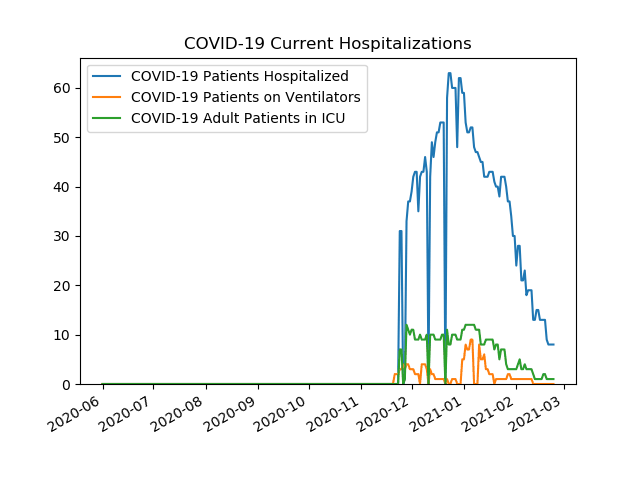 COVID-19 Current Hospitalizations
COVID-19 Patients Hospitalized
COVID-19 Patients on Ventilators
COVID-19 Adult Patients in ICU
60
50
40
30
20
10
0
2020-06 2020-07 2020-08 2020-09 2020-10 2020-11 2020-12 2021-01 2021-02 2021-03